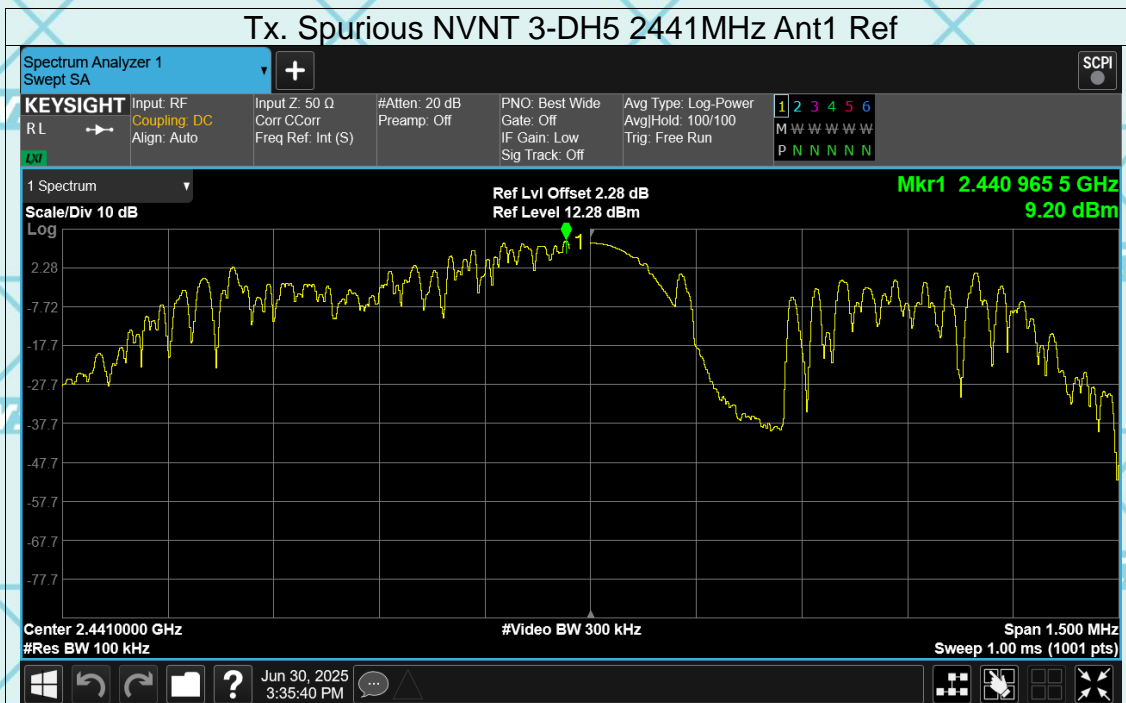 Tx. Spurious NVNT 3-DH5 2441MHz Ant1 Ref
Spectrum Analyzer 1
Swept SA
+
SCPI
KEYSIGHT
R L
LXI
Input: RF
Coupling: DC
Align: Auto
Input Z: 50 Ω
Corr CCorr
Freq Ref: Int (S)
#Atten: 20 dB
Preamp: Off
PNO: Best Wide
Gate: Off
IF Gain: Low
Sig Track: Off
Avg Type: Log-Power
Avg|Hold: 100/100
Trig: Free Run
1 2 3 4 5 6
M W W W W W
P N N N N N
1 Spectrum
Scale/Div 10 dB
Ref Lvl Offset 2.28 dB
Ref Level 12.28 dBm
Mkr1 2.440 965 5 GHz
9.20 dBm
Log
1
2.28
-7.72
-17.7
-27.7
-37.7
-47.7
-57.7
-67.7
-77.7
Center 2.4410000 GHz
#Video BW 300 kHz
Span 1.500 MHz
#Res BW 100 kHz
Sweep 1.00 ms (1001 pts)
?
Jun 30, 2025
3:35:40 PM